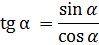 tg α = sin α / cos α